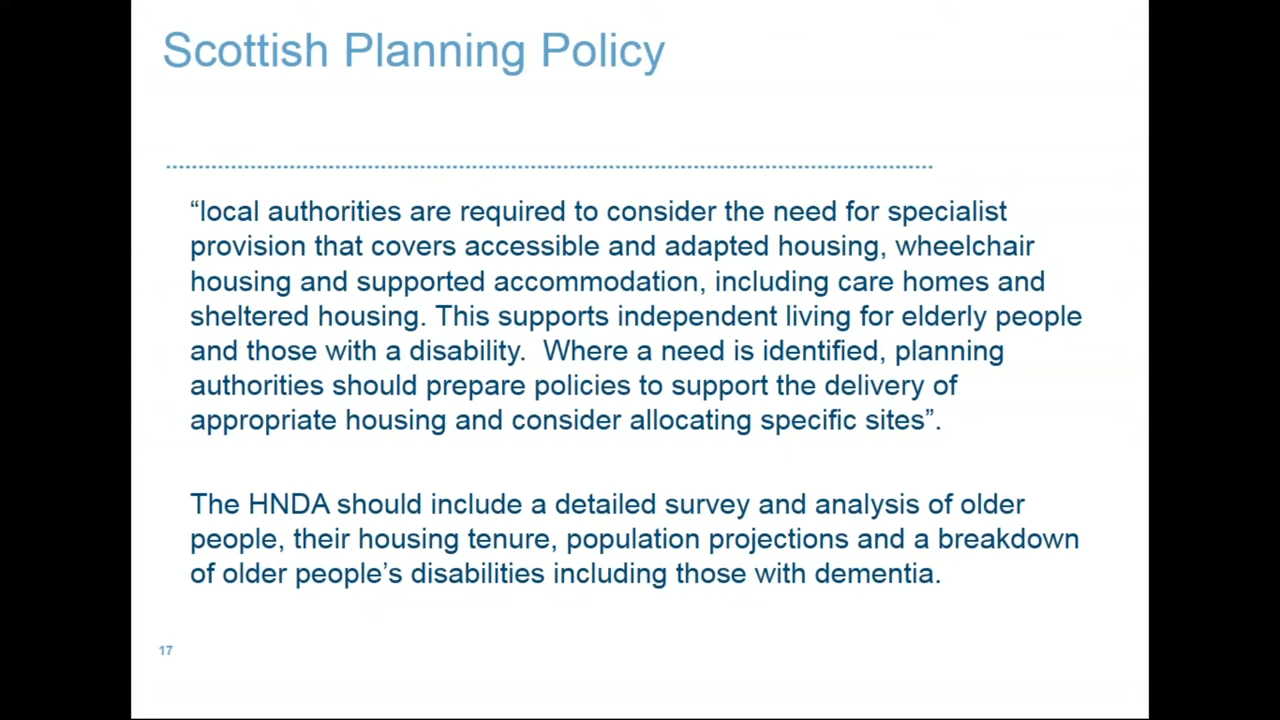 Scottish Planning Policy
“local authorities are required to consider the need for specialist
provision that covers accessible and adapted housing, wheelchair
housing and supported accommodation, including care homes and
sheltered housing. This supports independent living for elderly people
and those with a disability.  Where a need is identified, planning
authorities should prepare policies to support the delivery of
appropriate housing and consider allocating specific sites”.
The HNDA should include a detailed survey and analysis of older
people, their housing tenure, population projections and a breakdown
of older people’s disabilities including those with dementia.
17